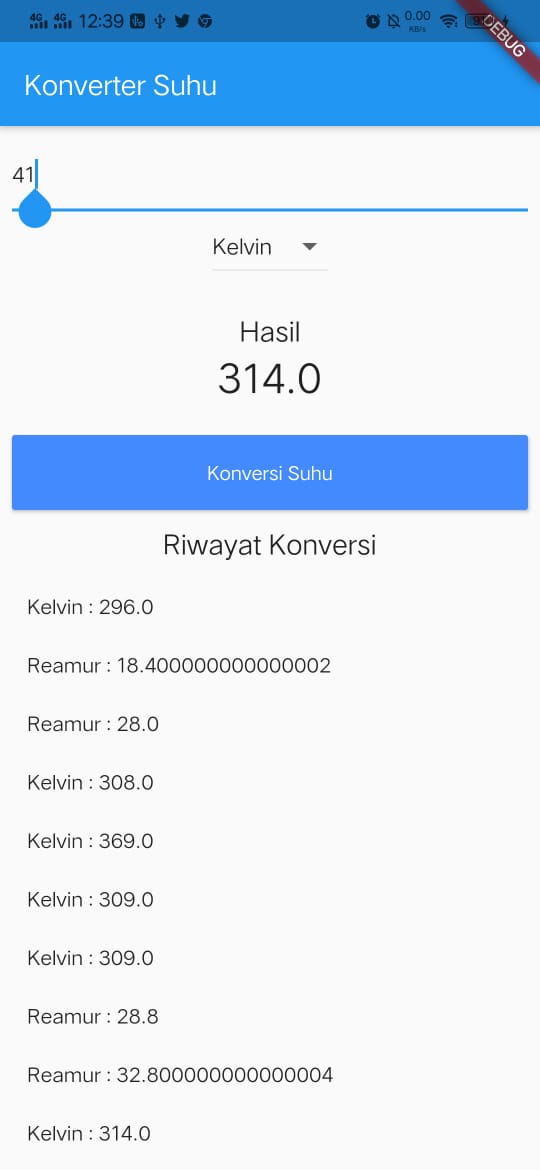 4G 4G 12:39 0.00
KB/s
DEBUG
Konverter Suhu
41
Kelvin
Hasil
314.0
Konversi Suhu
Riwayat Konversi
Kelvin : 296.0
Reamur : 18.400000000000002
Reamur : 28.0
Kelvin : 308.0
Kelvin : 369.0
Kelvin : 309.0
Kelvin : 309.0
Reamur : 28.8
Reamur : 32.800000000000004
Kelvin : 314.0